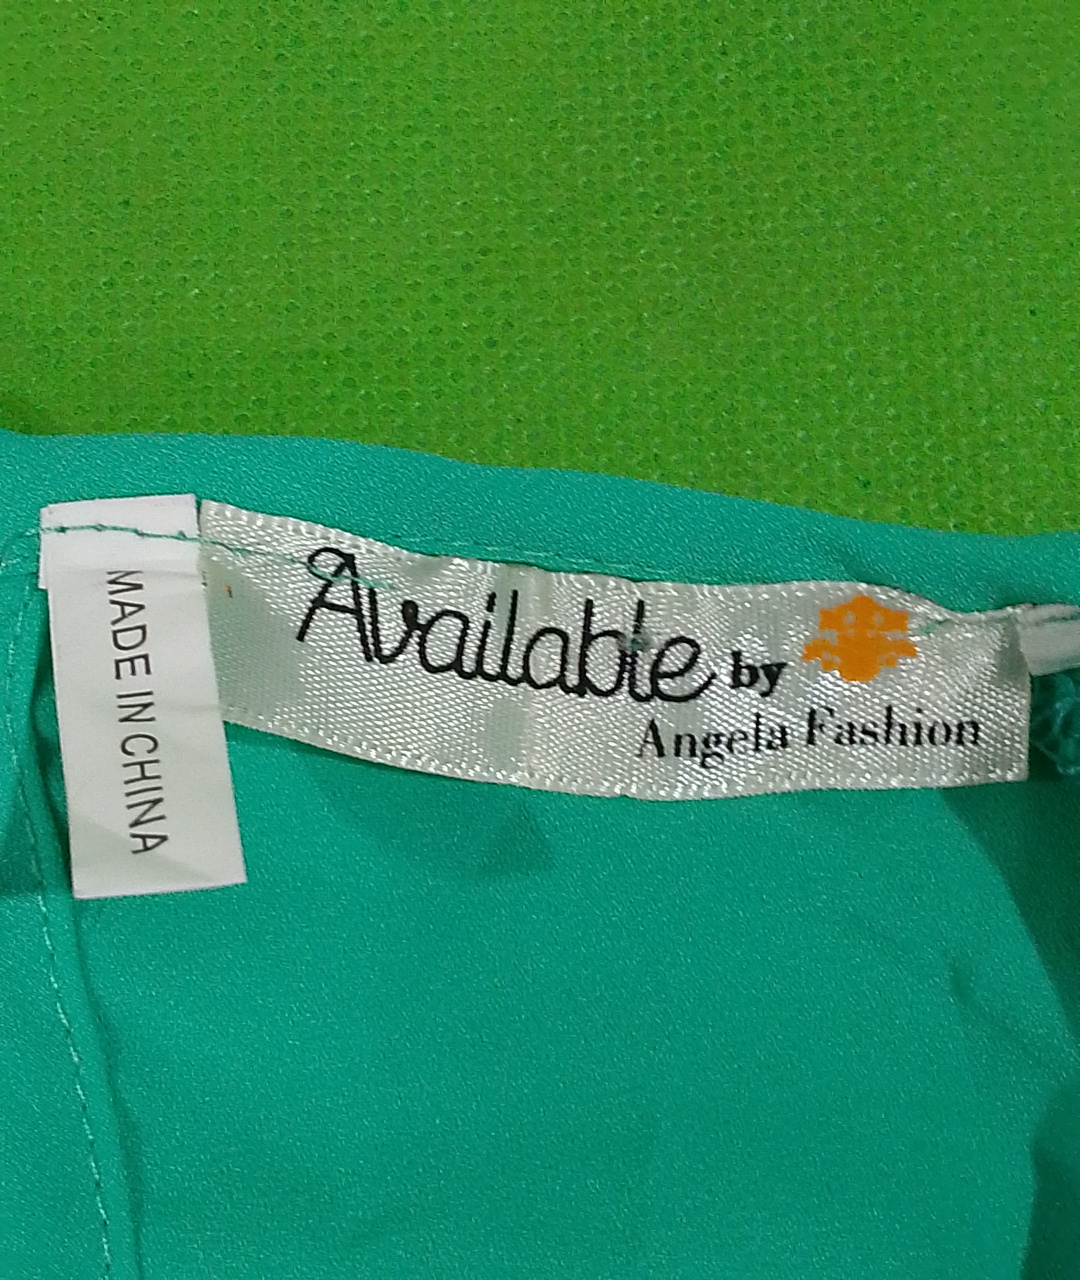 MADE IN CHINA
Available by
Angela Fashion